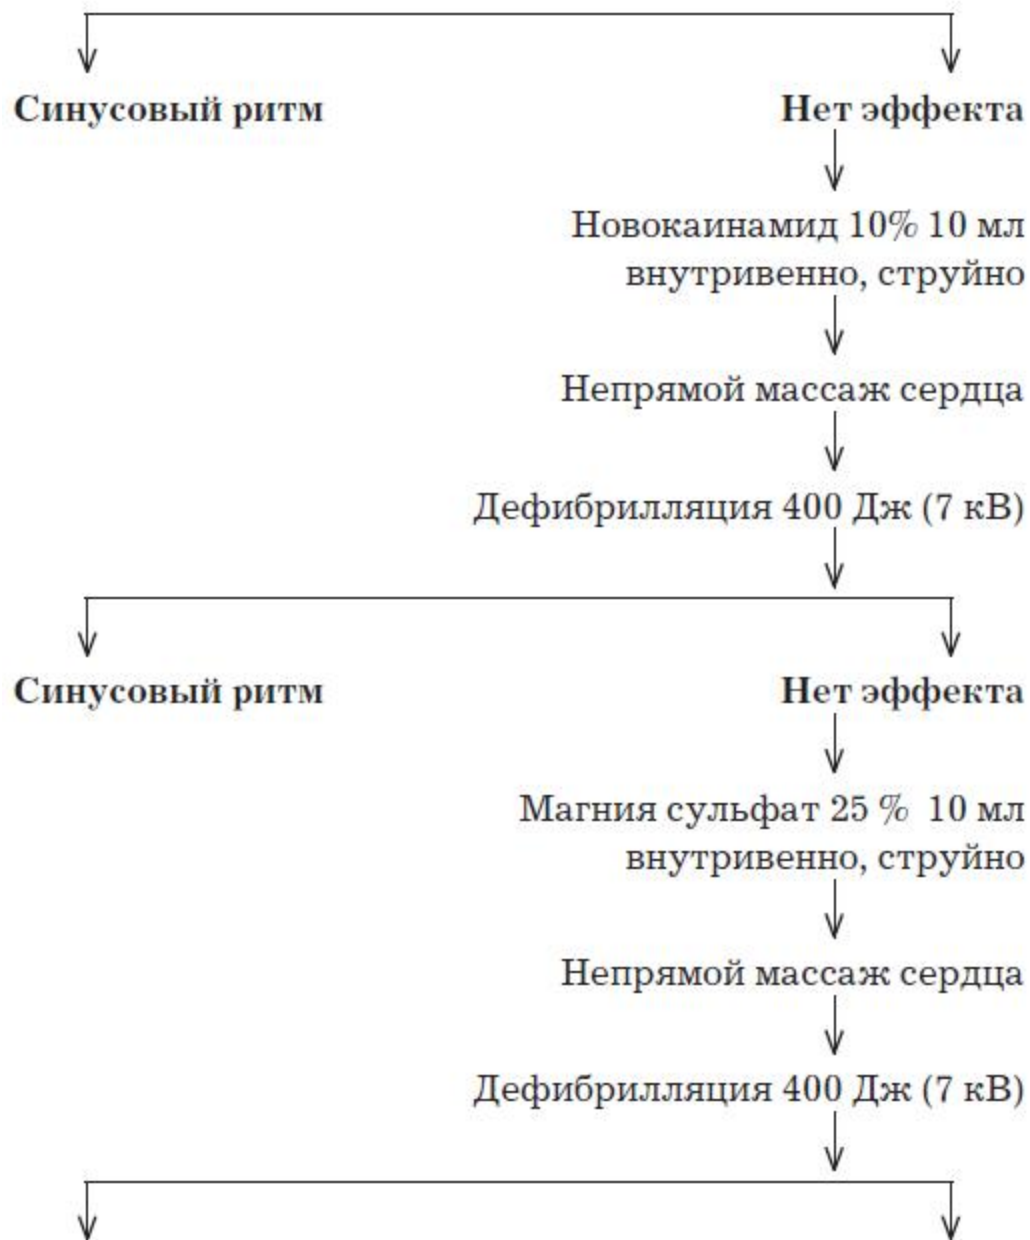 Синусовый ритм
Нет эффекта
Новокаинамид 10% 10 мл
внутривенно, струйно
Непрямой массаж сердца
Дефибрилляция 400 Дж (7 кВ)
Синусовый ритм
Нет эффекта
Магния сульфат 25 % 10 мл
внутривенно, струйно
Непрямой массаж сердца
Дефибрилляция 400 Дж (7 кВ)